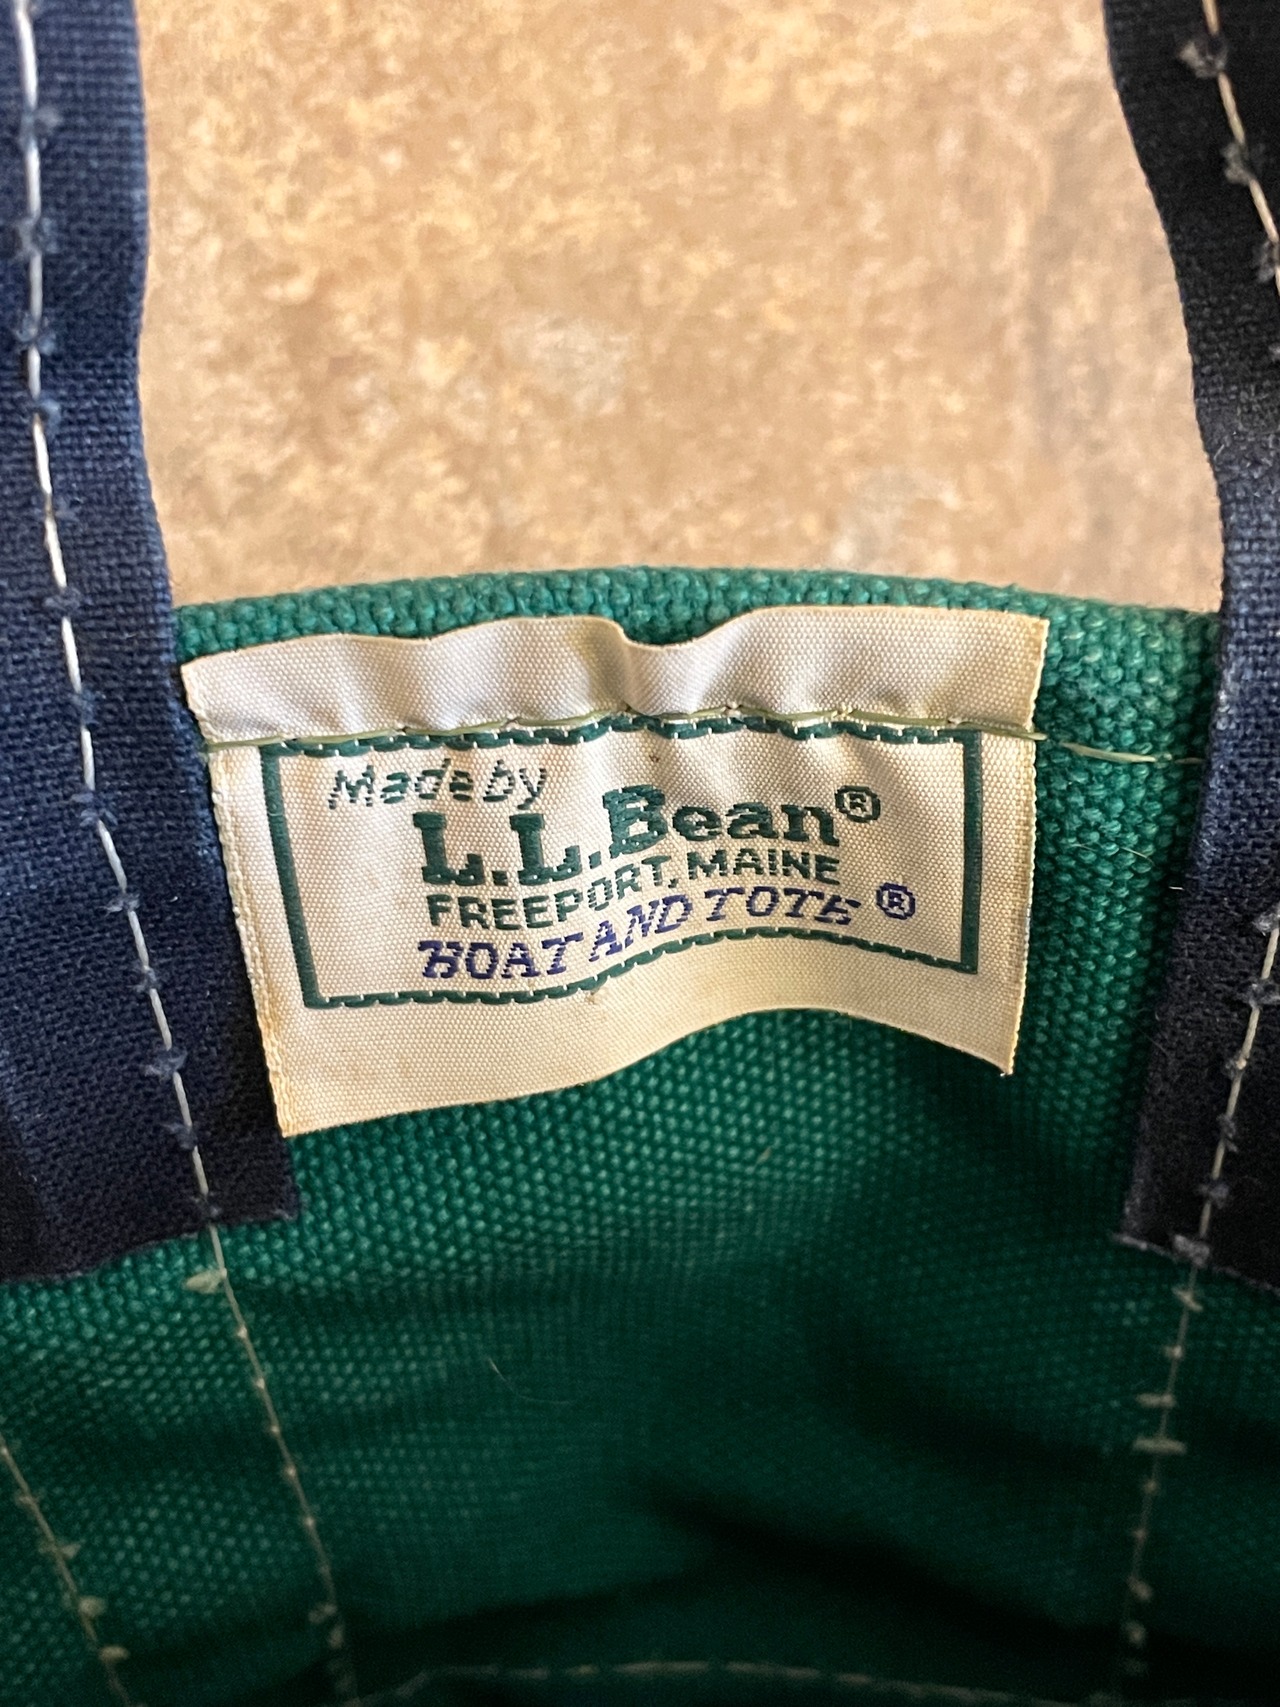 Made by
L.L.Bean®
FREEPORT, MAINE
BOAT AND TOTE ®